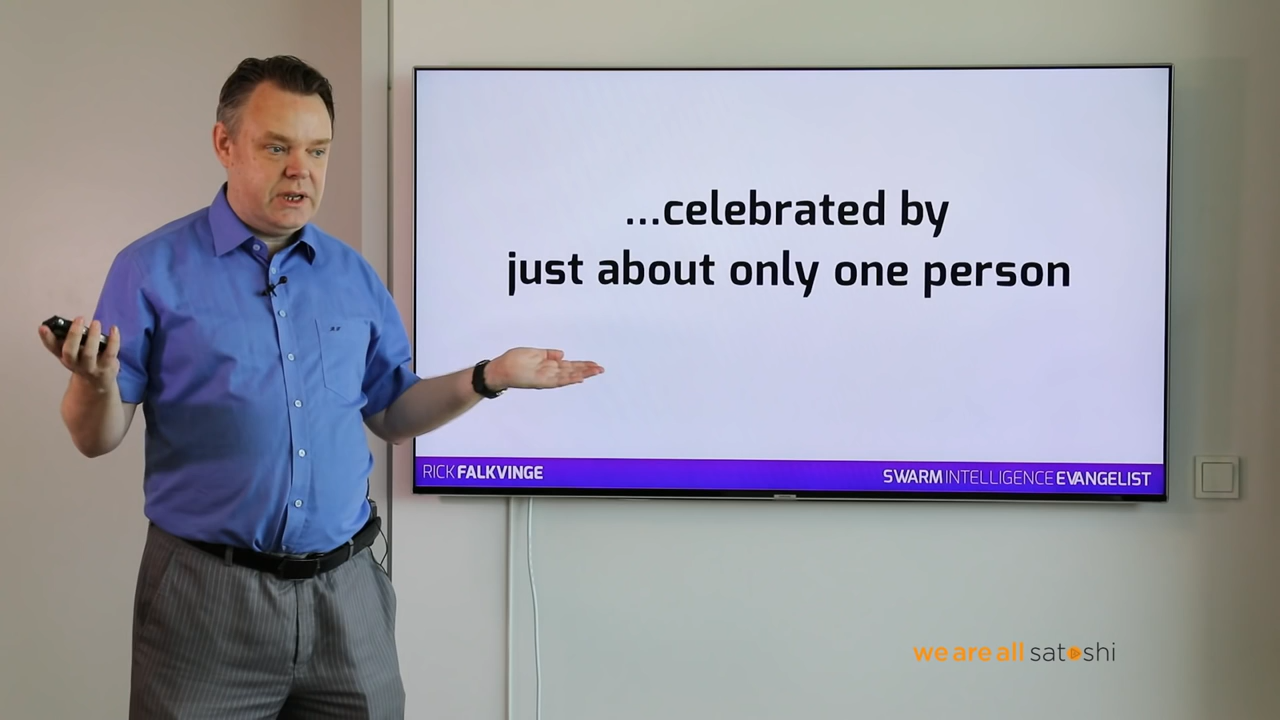 ...celebrated by
just about only one person
RICK FALKVINGE
SWARM INTELLIGENCE EVANGELIST
we are all satoshi